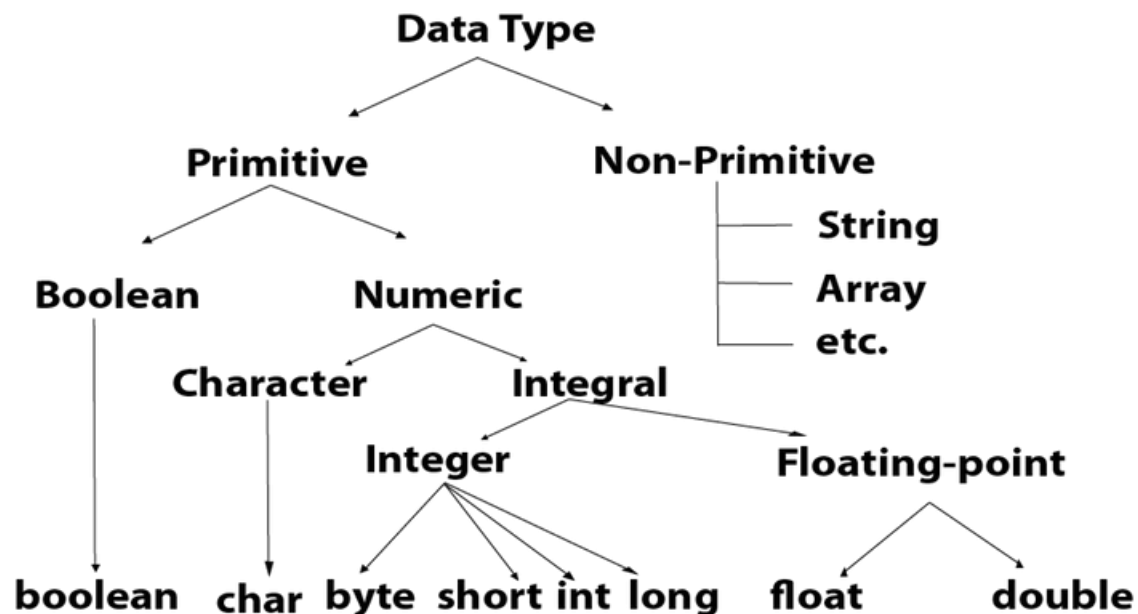 Data Type
Primitive
Non-Primitive
String
Array
etc.
Boolean
Numeric
Character
Integral
Integer
Floating-point
boolean
char
byte
short
int
long
float
double